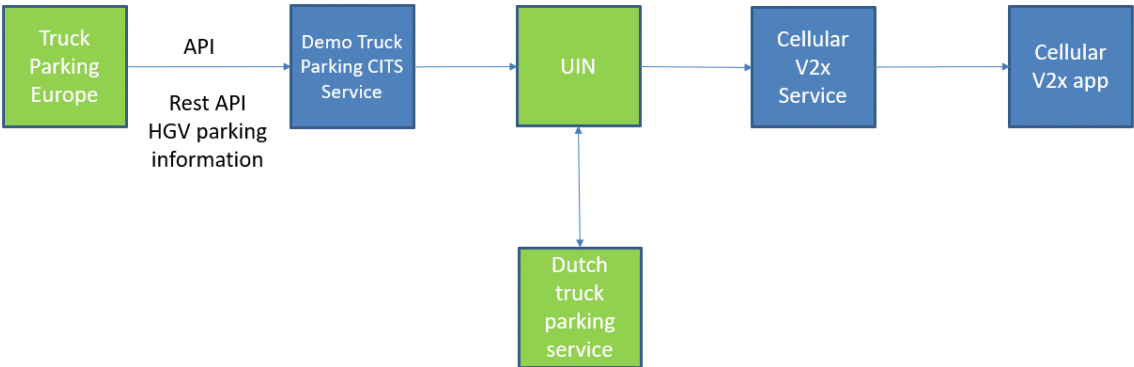 Truck
Parking
Europe
API
Rest API
HGV parking
information
Demo Truck
Parking CITS
Service
UIN
Cellular
V2x
Service
Cellular
V2x app
Dutch
truck
parking
service